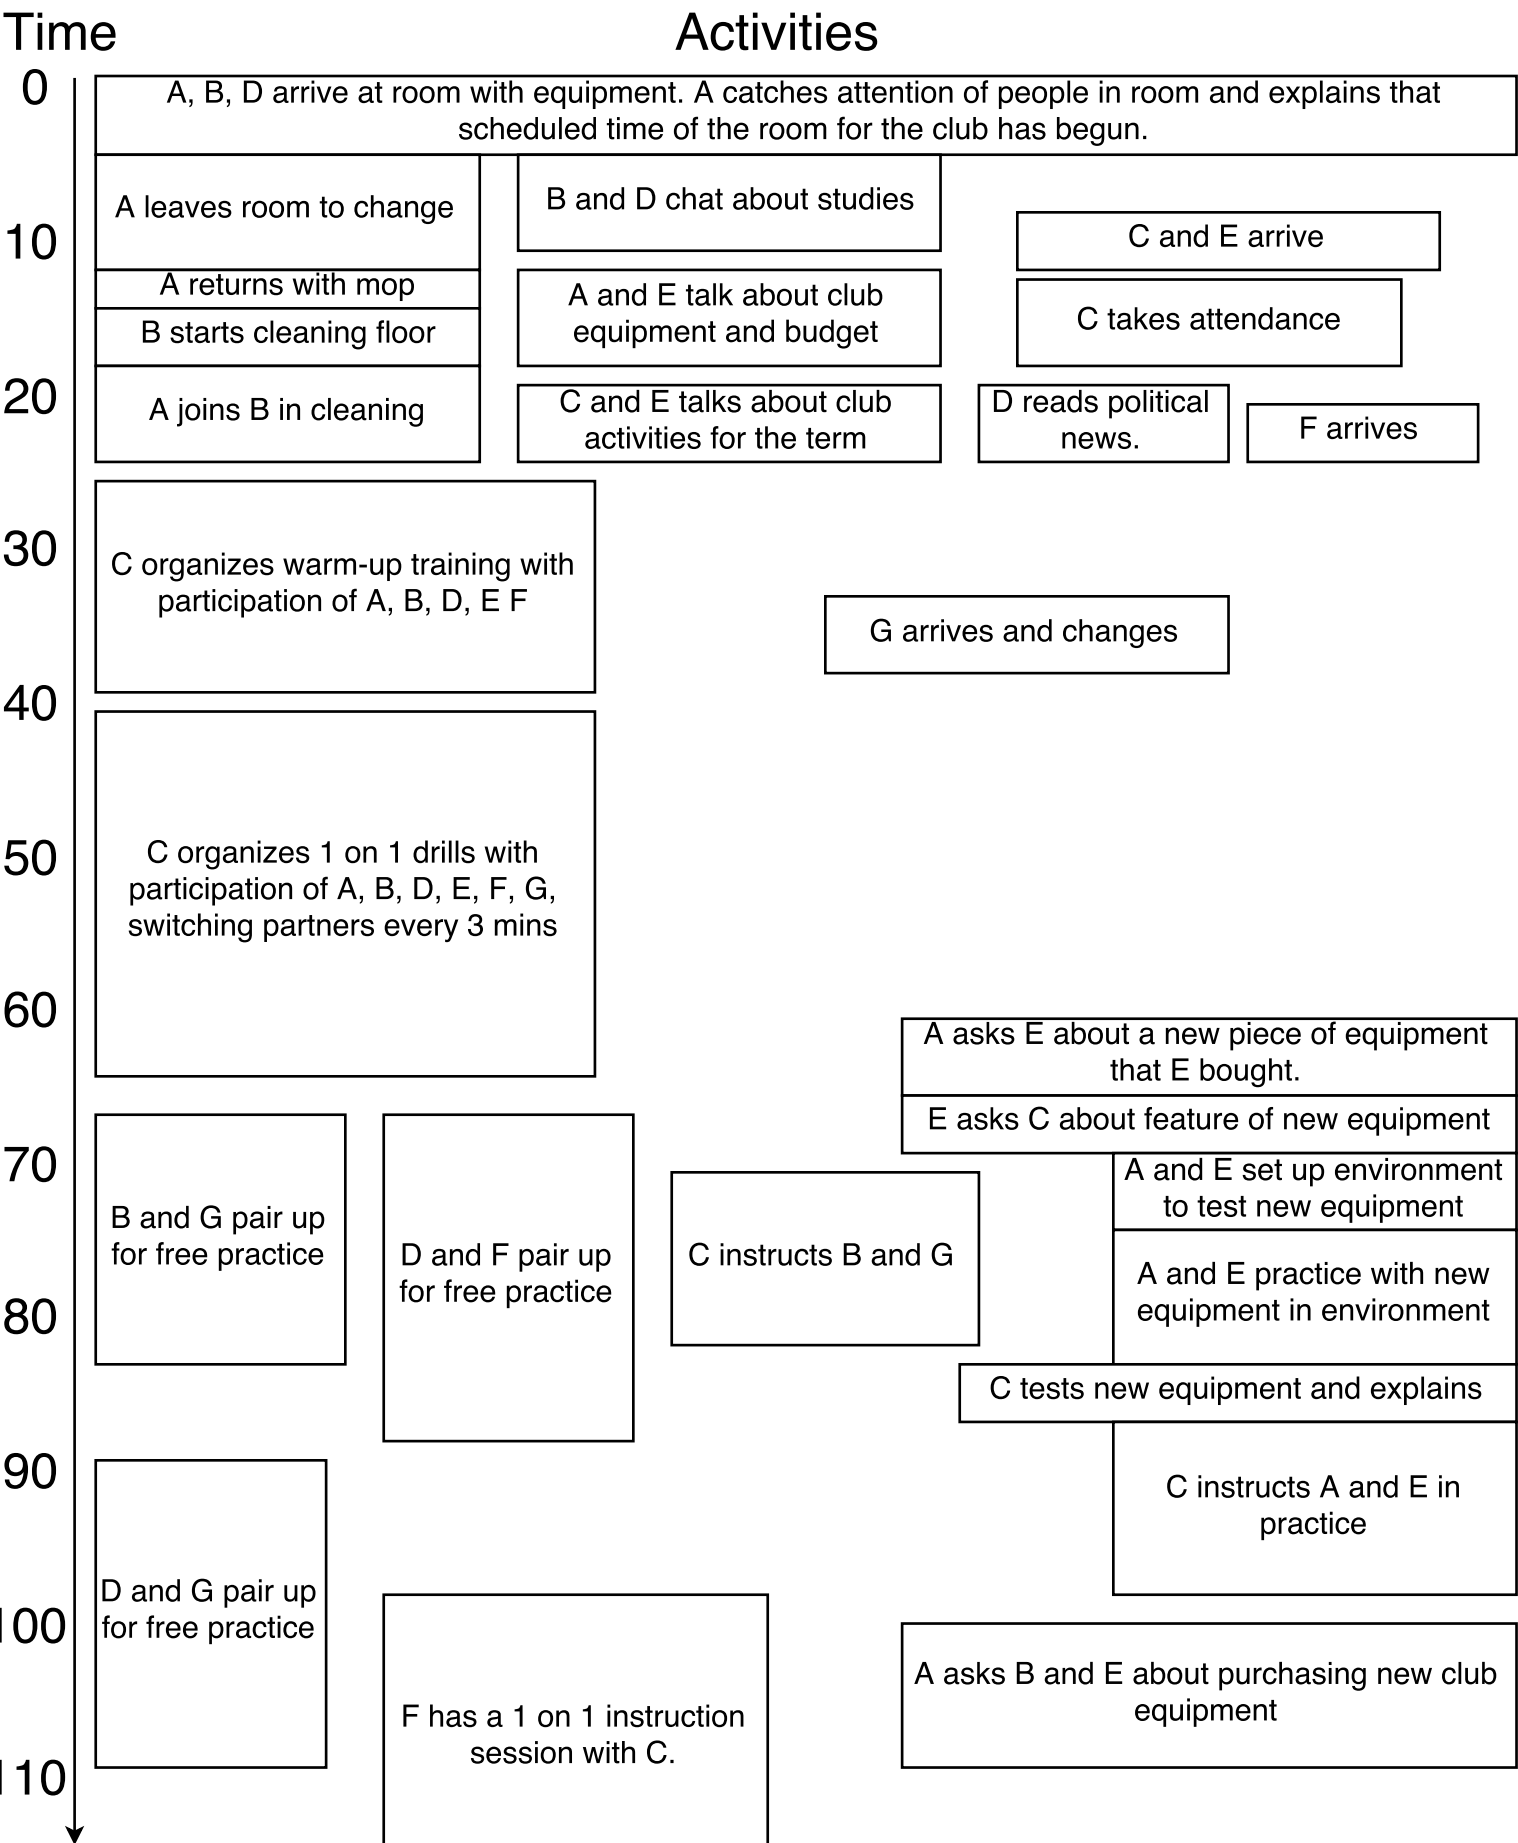 Time
Activities
0
A, B, D arrive at room with equipment. A catches attention of people in room and explains that
scheduled time of the room for the club has begun.
A leaves room to change
B and D chat about studies
10
C and E arrive
A returns with mop
A and E talk about club
equipment and budget
C takes attendance
B starts cleaning floor
20
A joins B in cleaning
C and E talks about club
activities for the term
D reads political
news.
F arrives
30
C organizes warm-up training with
participation of A, B, D, E F
G arrives and changes
40
50
C organizes 1 on 1 drills with
participation of A, B, D, E, F, G,
switching partners every 3 mins
60
A asks E about a new piece of equipment
that E bought.
E asks C about feature of new equipment
70
A and E set up environment
to test new equipment
B and G pair up
for free practice
D and F pair up
for free practice
C instructs B and G
A and E practice with new
equipment in environment
80
C tests new equipment and explains
90
C instructs A and E in
practice
D and G pair up
for free practice
100
A asks B and E about purchasing new club
equipment
F has a 1 on 1 instruction
session with C.
110